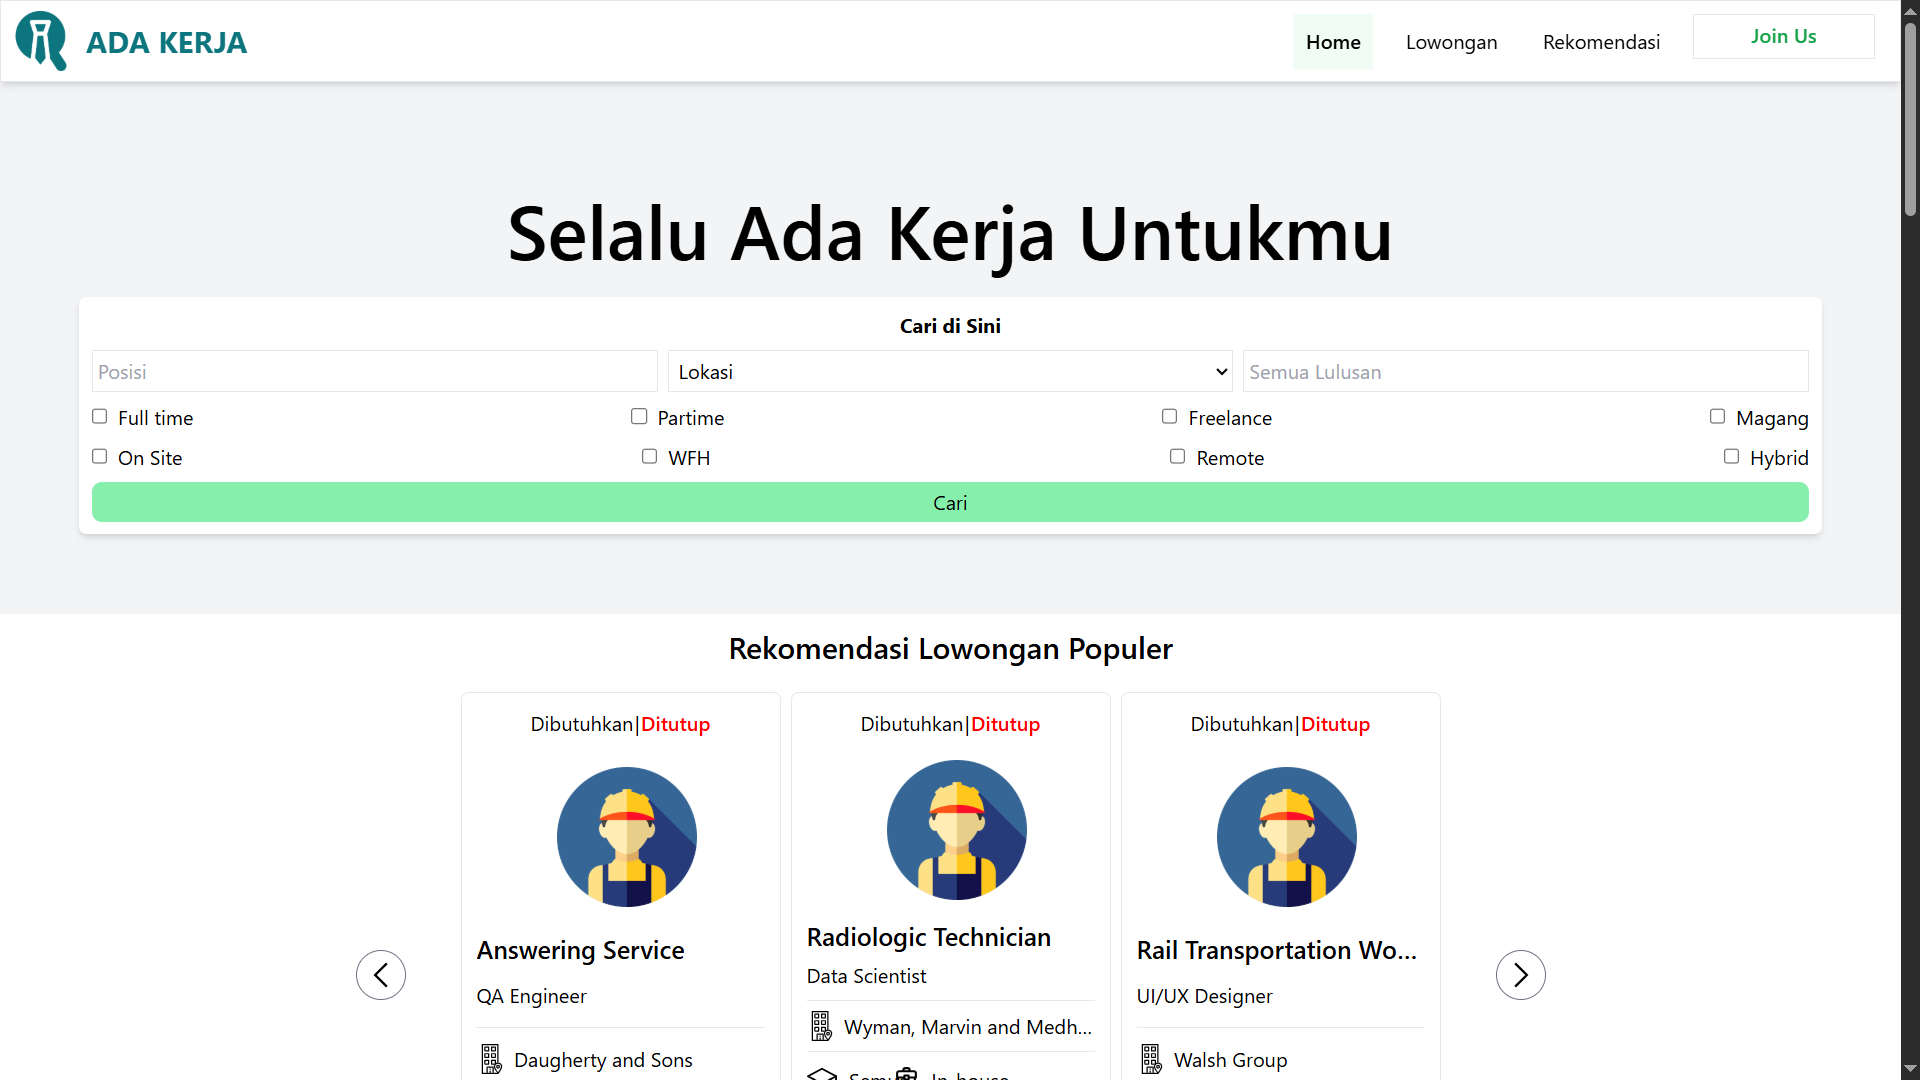 ADA KERJA
Home Lowongan Rekomendasi Join Us
Selalu Ada Kerja Untukmu
Cari di Sini
Posisi Lokasi Semua Lulusan
Full time Partime Freelance Magang
On Site WFH Remote Hybrid
Cari
Rekomendasi Lowongan Populer
Dibutuhkan|Ditutup
Answering Service
QA Engineer
Daugherty and Sons
Dibutuhkan|Ditutup
Radiologic Technician
Data Scientist
Wyman, Marvin and Medh...
In-house
Dibutuhkan|Ditutup
Rail Transportation Wo...
UI/UX Designer
Walsh Group